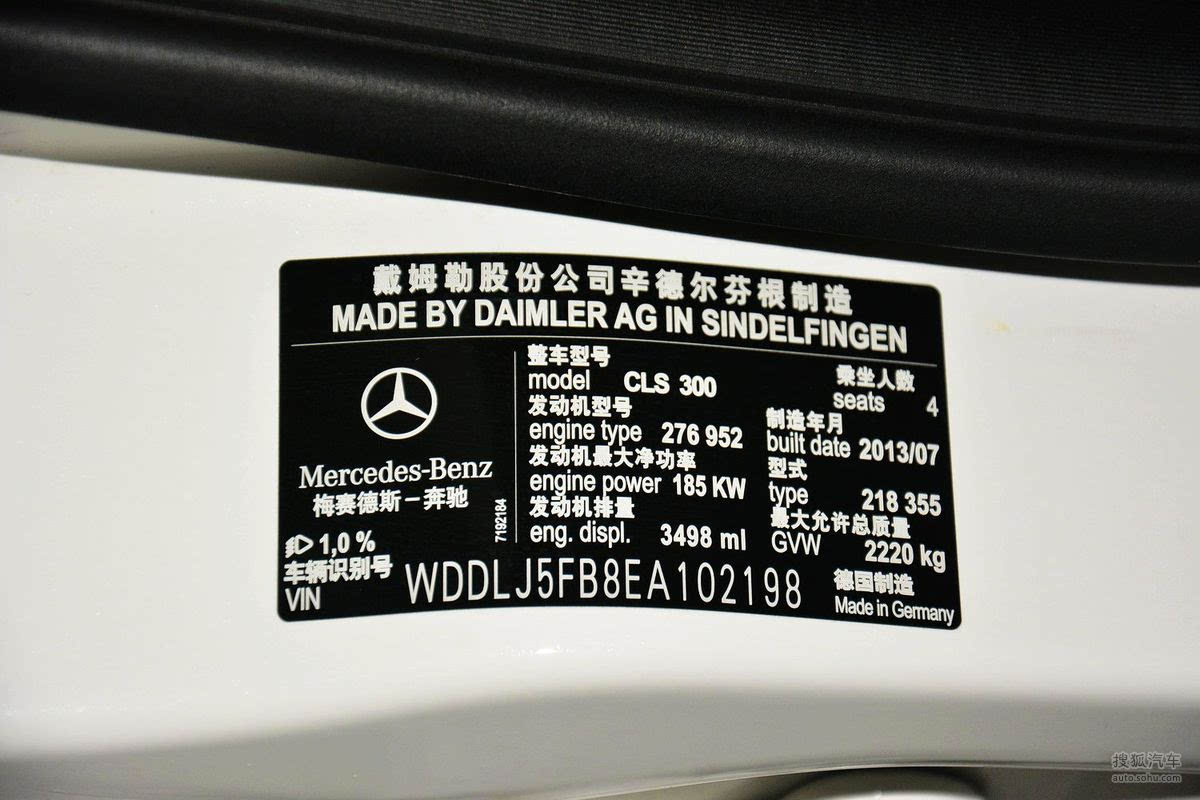 戴姆勒股份公司辛德尔芬根制造
MADE BY DAIMLER AG IN SINDELFINGEN
Mercedes-Benz
梅赛德斯－奔驰
7192184
1,0 %
整车型号
model CLS 300
乘坐人数
seats 4
发动机型号
engine type 276 952
制造年月
built date 2013/07
发动机最大净功率
engine power 185 KW
型式
type 218 355
发动机排量
eng. displ. 3498 ml
最大允许总质量
GVW 2220 kg
车辆识别号
VIN WDDLJ5FB8EA102198
德国制造
Made in Germany
搜狐汽车
auto.sohu.com